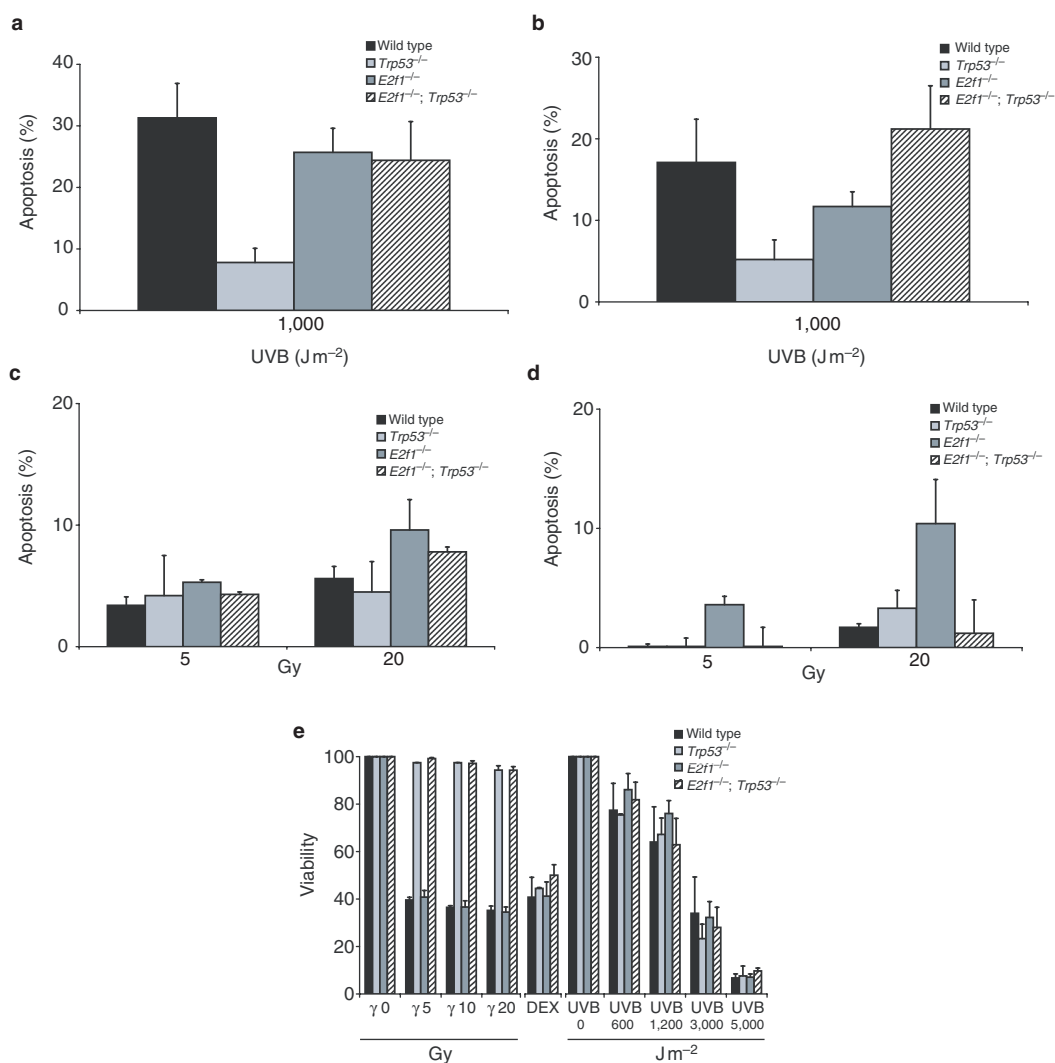 a
Wild type
Trp53–/–
E2f1–/–
E2f1–/–; Trp53–/–
40
30
20
10
0
Apoptosis (%)
1,000
UVB (J m–2)
b
Wild type
Trp53–/–
E2f1–/–
E2f1–/–; Trp53–/–
30
20
10
0
Apoptosis (%)
1,000
UVB (J m–2)
c
Wild type
Trp53–/–
E2f1–/–
E2f1–/–; Trp53–/–
20
10
0
Apoptosis (%)
5 20
Gy
d
Wild type
Trp53–/–
E2f1–/–
E2f1–/–; Trp53–/–
20
10
0
Apoptosis (%)
5 20
Gy
e
Wild type
Trp53–/–
E2f1–/–
E2f1–/–; Trp53–/–
100
80
60
40
20
0
Viability
γ 0 γ 5 γ 10 γ 20 DEX UVB UVB UVB UVB UVB
0 600 1,200 3,000 5,000
Gy J m–2